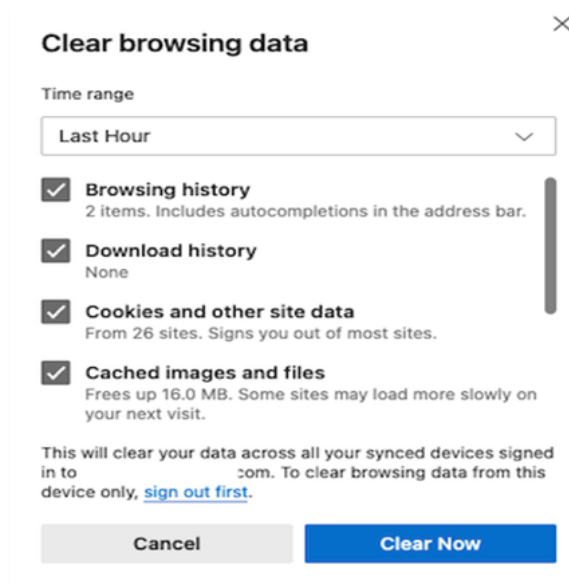 Clear browsing data
Time range
Last Hour
Browsing history
2 items. Includes autocompletions in the address bar.
Download history
None
Cookies and other site data
From 26 sites. Signs you out of most sites.
Cached images and files
Frees up 16.0 MB. Some sites may load more slowly on
your next visit.
This will clear your data across all your synced devices signed
in to com. To clear browsing data from this
device only, sign out first.
Cancel Clear Now